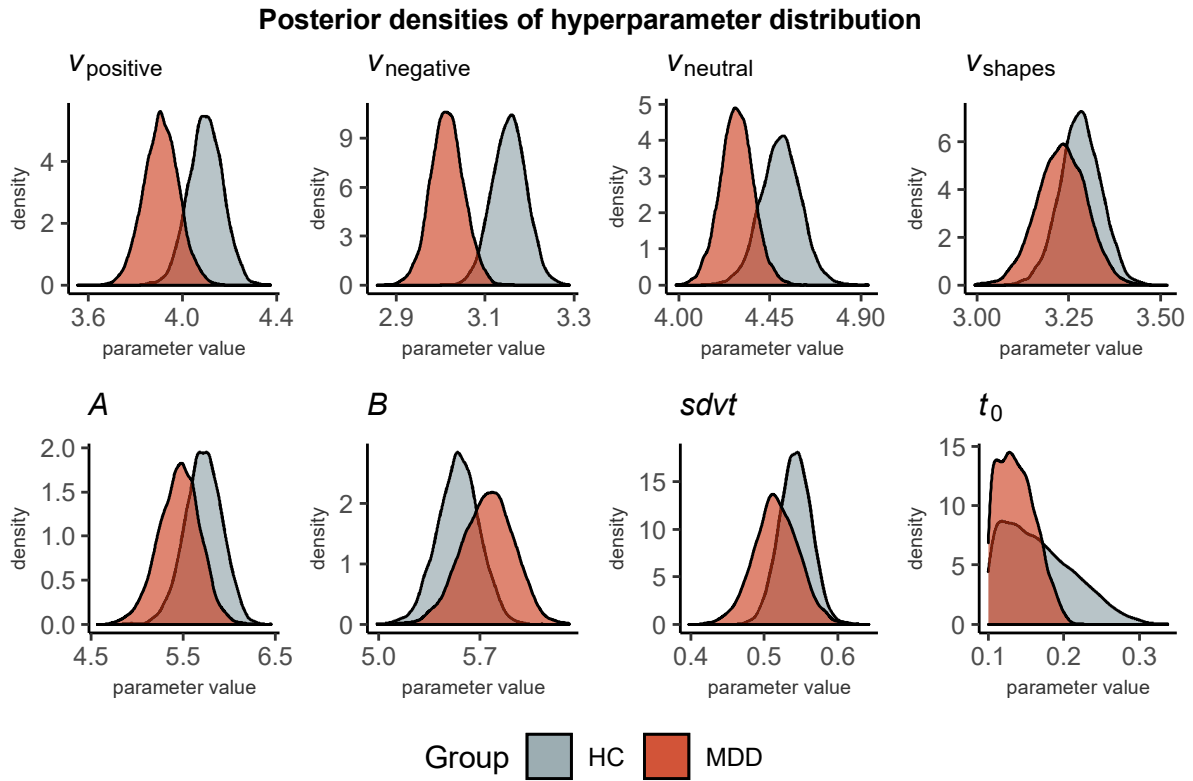 Posterior densities of hyperparameter distribution
v positive
v negative
v neutral
v shapes
density
4
2
0
3.6 4.0 4.4
parameter value
density
9
6
3
0
2.9 3.1 3.3
parameter value
density
5
4
3
2
1
0
4.00 4.45 4.90
parameter value
density
6
4
2
0
3.00 3.25 3.50
parameter value
A
B
sdvt
t0
density
2.0
1.5
1.0
0.5
0.0
4.5 5.5 6.5
parameter value
density
2
1
0
5.0 5.7
parameter value
density
15
10
5
0
0.4 0.5 0.6
parameter value
density
15
10
5
0
0.1 0.2 0.3
parameter value
Group HC MDD